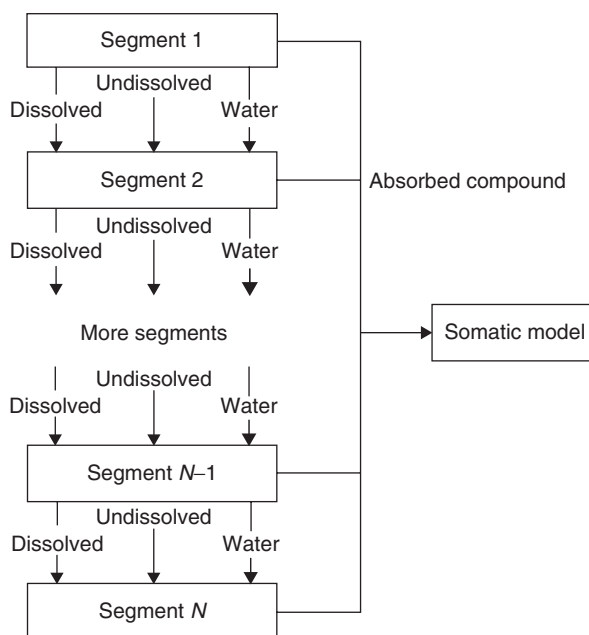 Segment 1
Undissolved
Dissolved
Water
Segment 2
Absorbed compound
Undissolved
Dissolved
Water
More segments
Somatic model
Undissolved
Dissolved
Water
Segment N–1
Undissolved
Dissolved
Water
Segment N